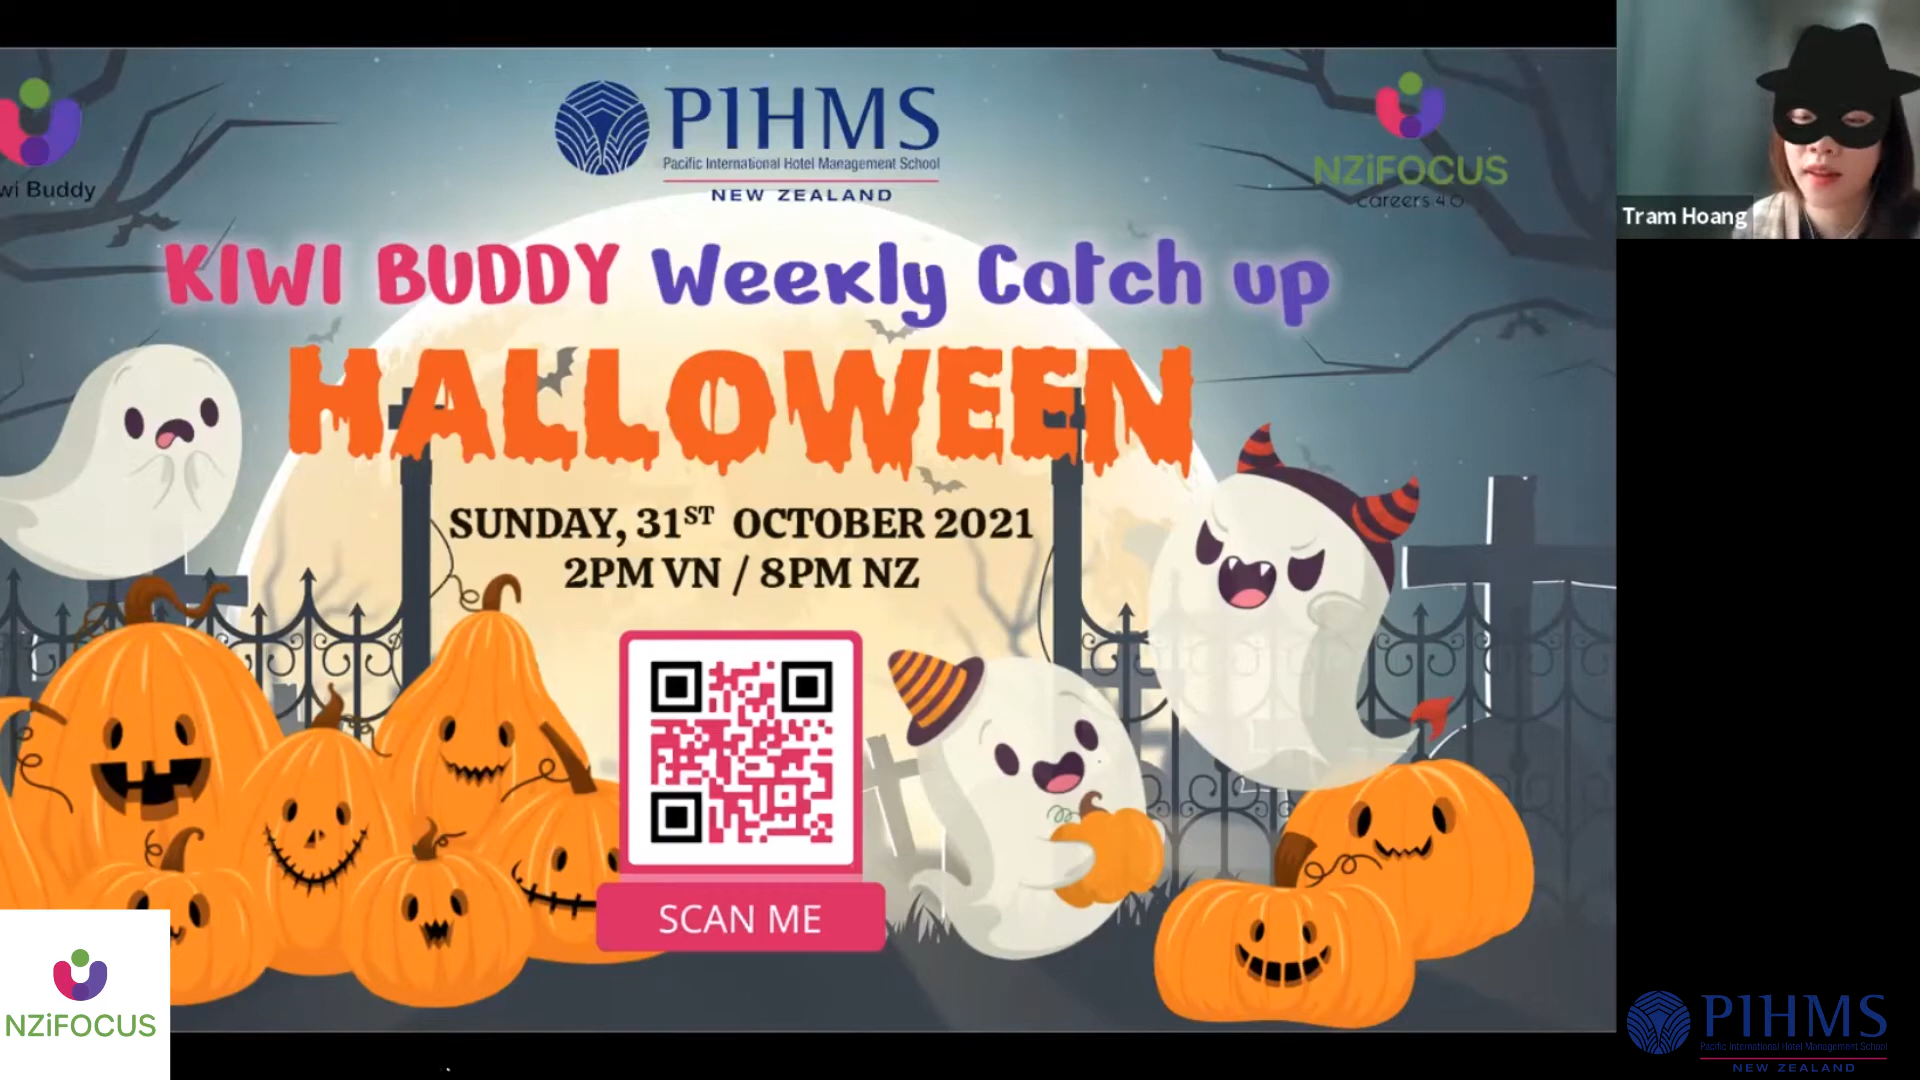 wi Buddy
PIHMS
Pacific International Hotel Management School
NEW ZEALAND
NZiFOCUS
careers 4.0
Tram Hoang
KIWI BUDDY Weekly Catch up
HALLOWEEN
SUNDAY, 31ST OCTOBER 2021
2PM VN / 8PM NZ
SCAN ME
NZiFOCUS
PIHMS
Pacific International Hotel Management School
NEW ZEALAND